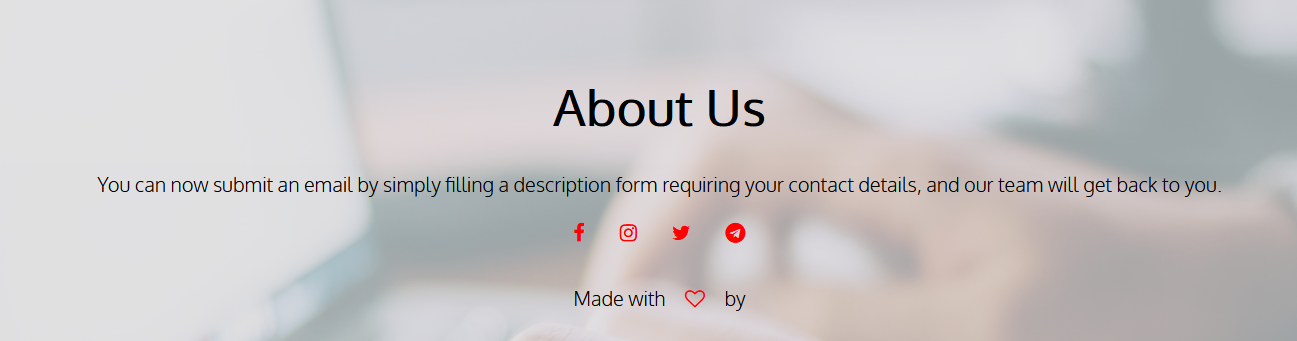 About Us
You can now submit an email by simply filling a description form requiring your contact details, and our team will get back to you.
Made with by